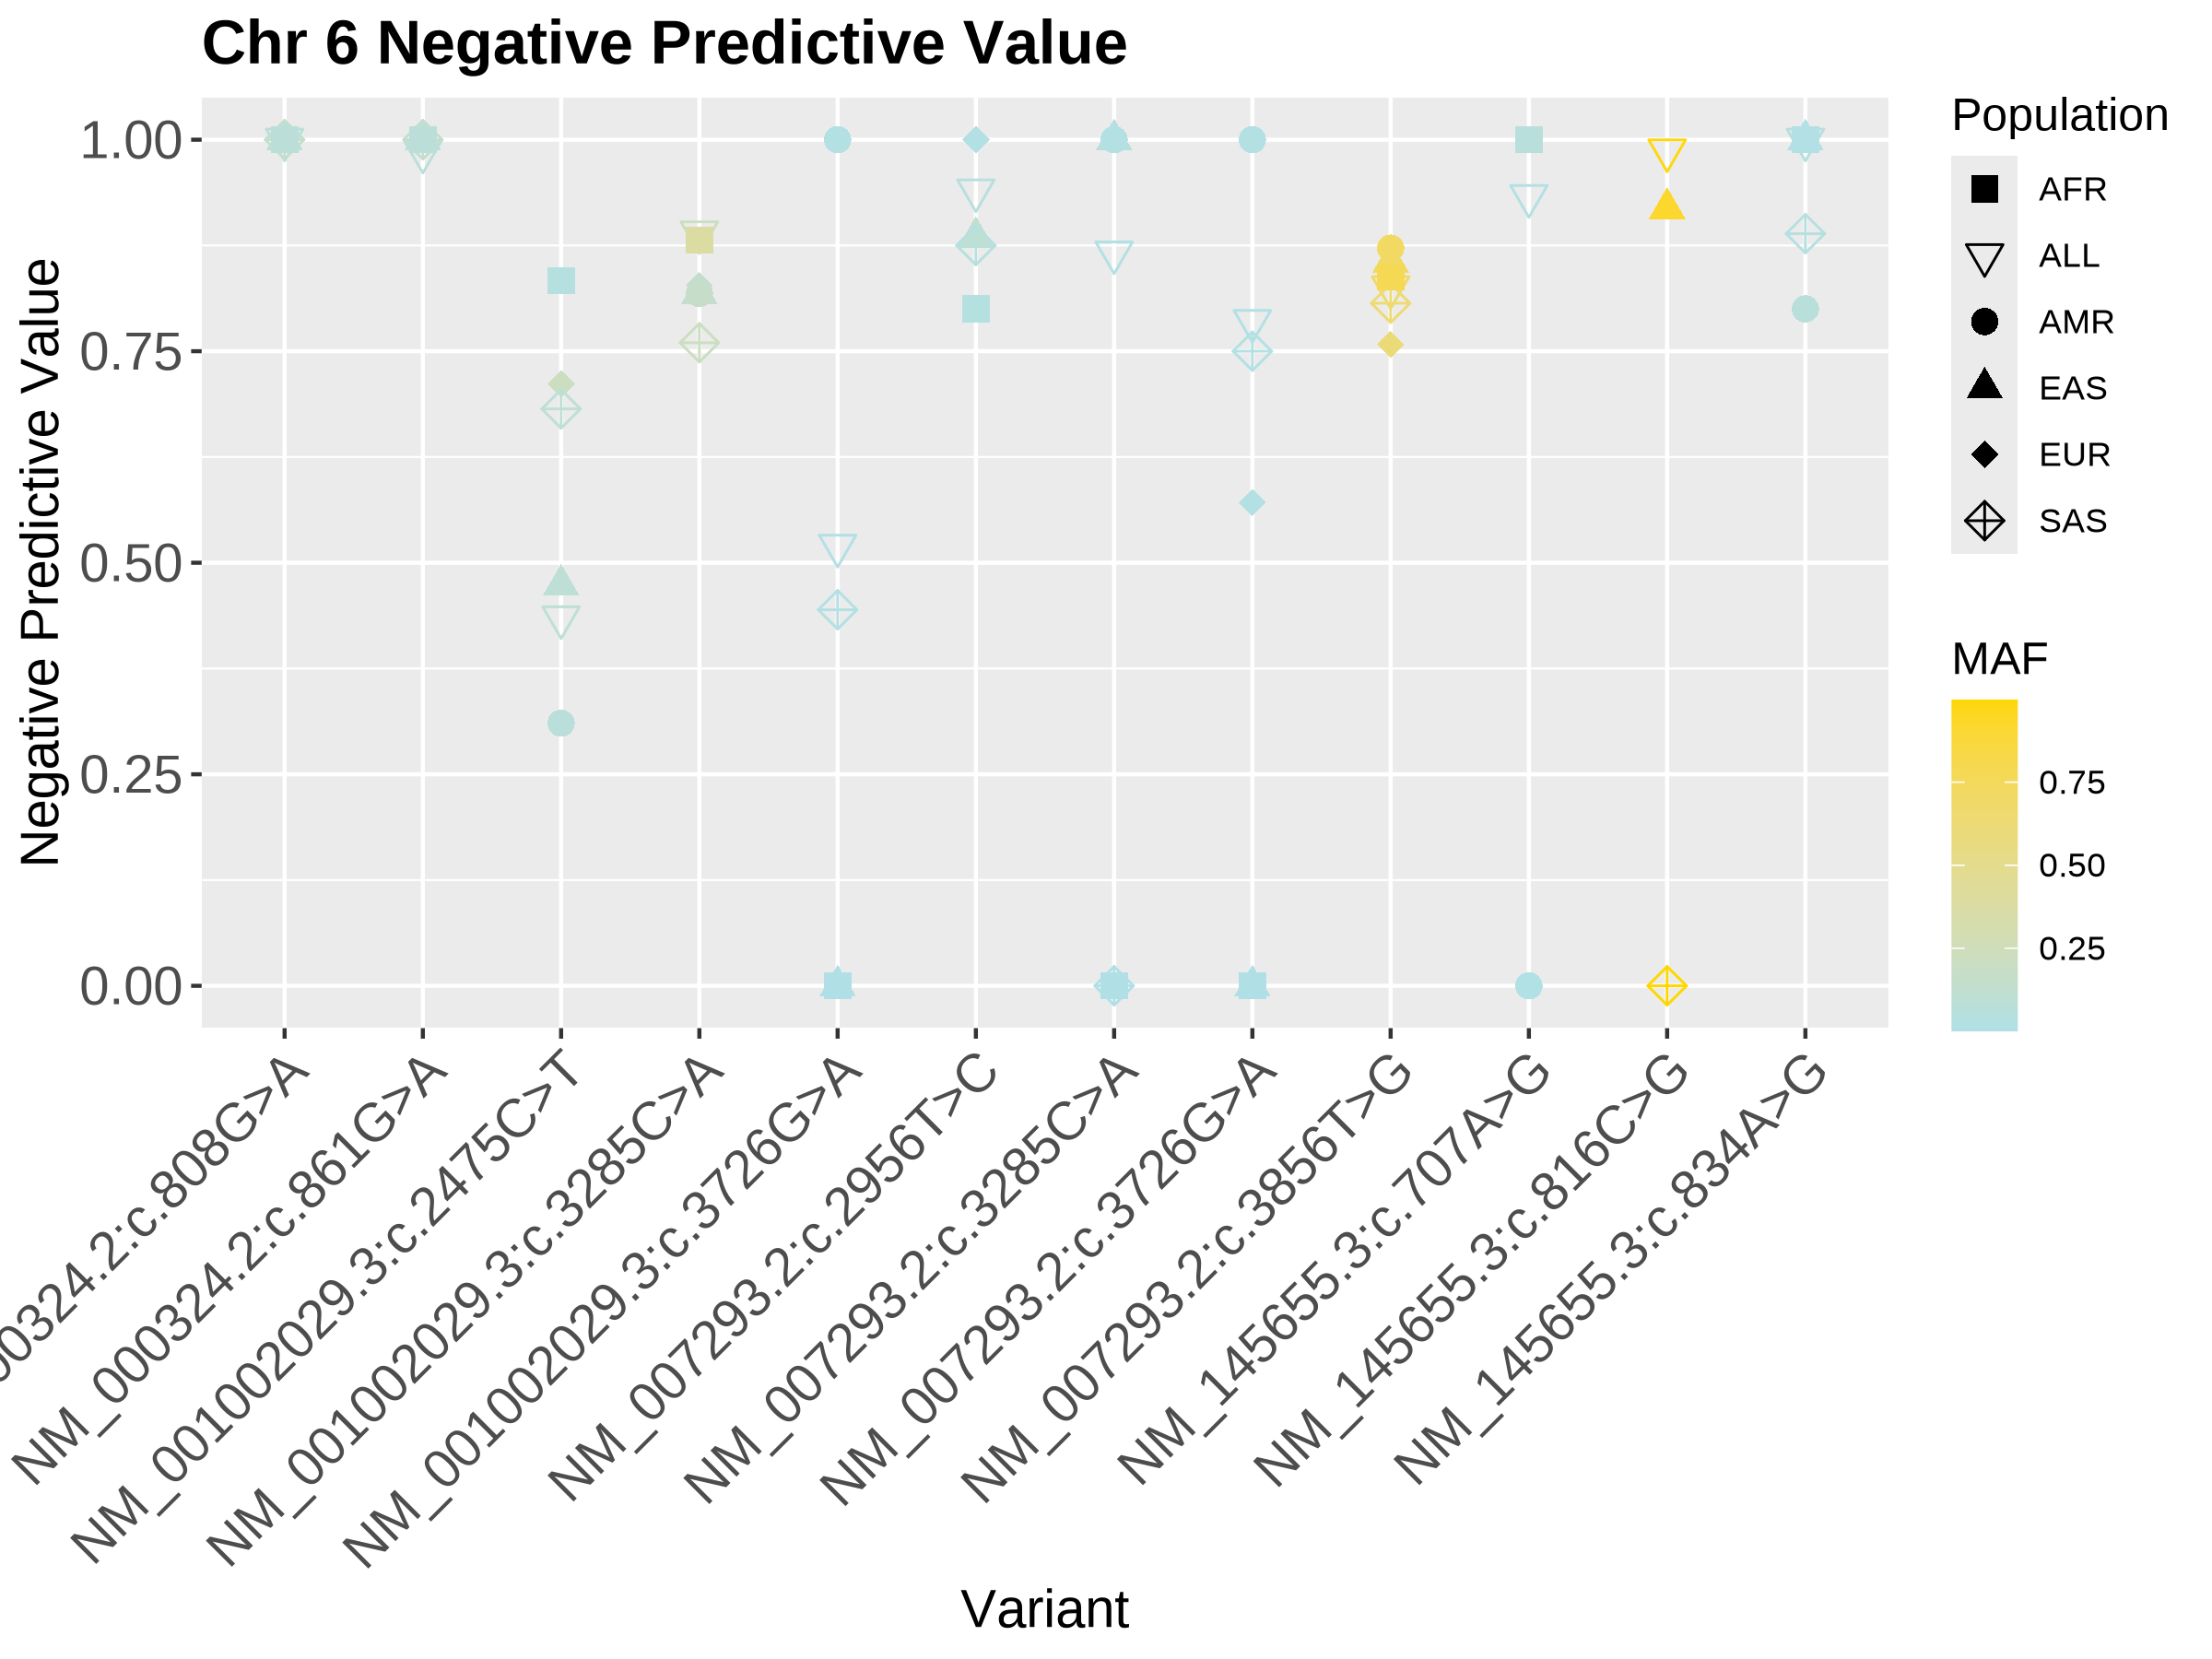 Chr 6 Negative Predictive Value
Negative Predictive Value
1.00
0.75
0.50
0.25
0.00
00324.2:c.808G>A
NM_000324.2:c.861G>A
NM_001002029.3:c.2475C>T
NM_001002029.3:c.3285C>A
NM_001002029.3:c.3726G>A
NM_007293.2:c.2956T>C
NM_007293.2:c.3285C>A
NM_007293.2:c.3726G>A
NM_007293.2:c.3856T>G
NM_145655.3:c.707A>G
NM_145655.3:c.816C>G
NM_145655.3:c.834A>G
Variant
Population
AFR
ALL
AMR
EAS
EUR
SAS
MAF
0.75
0.50
0.25